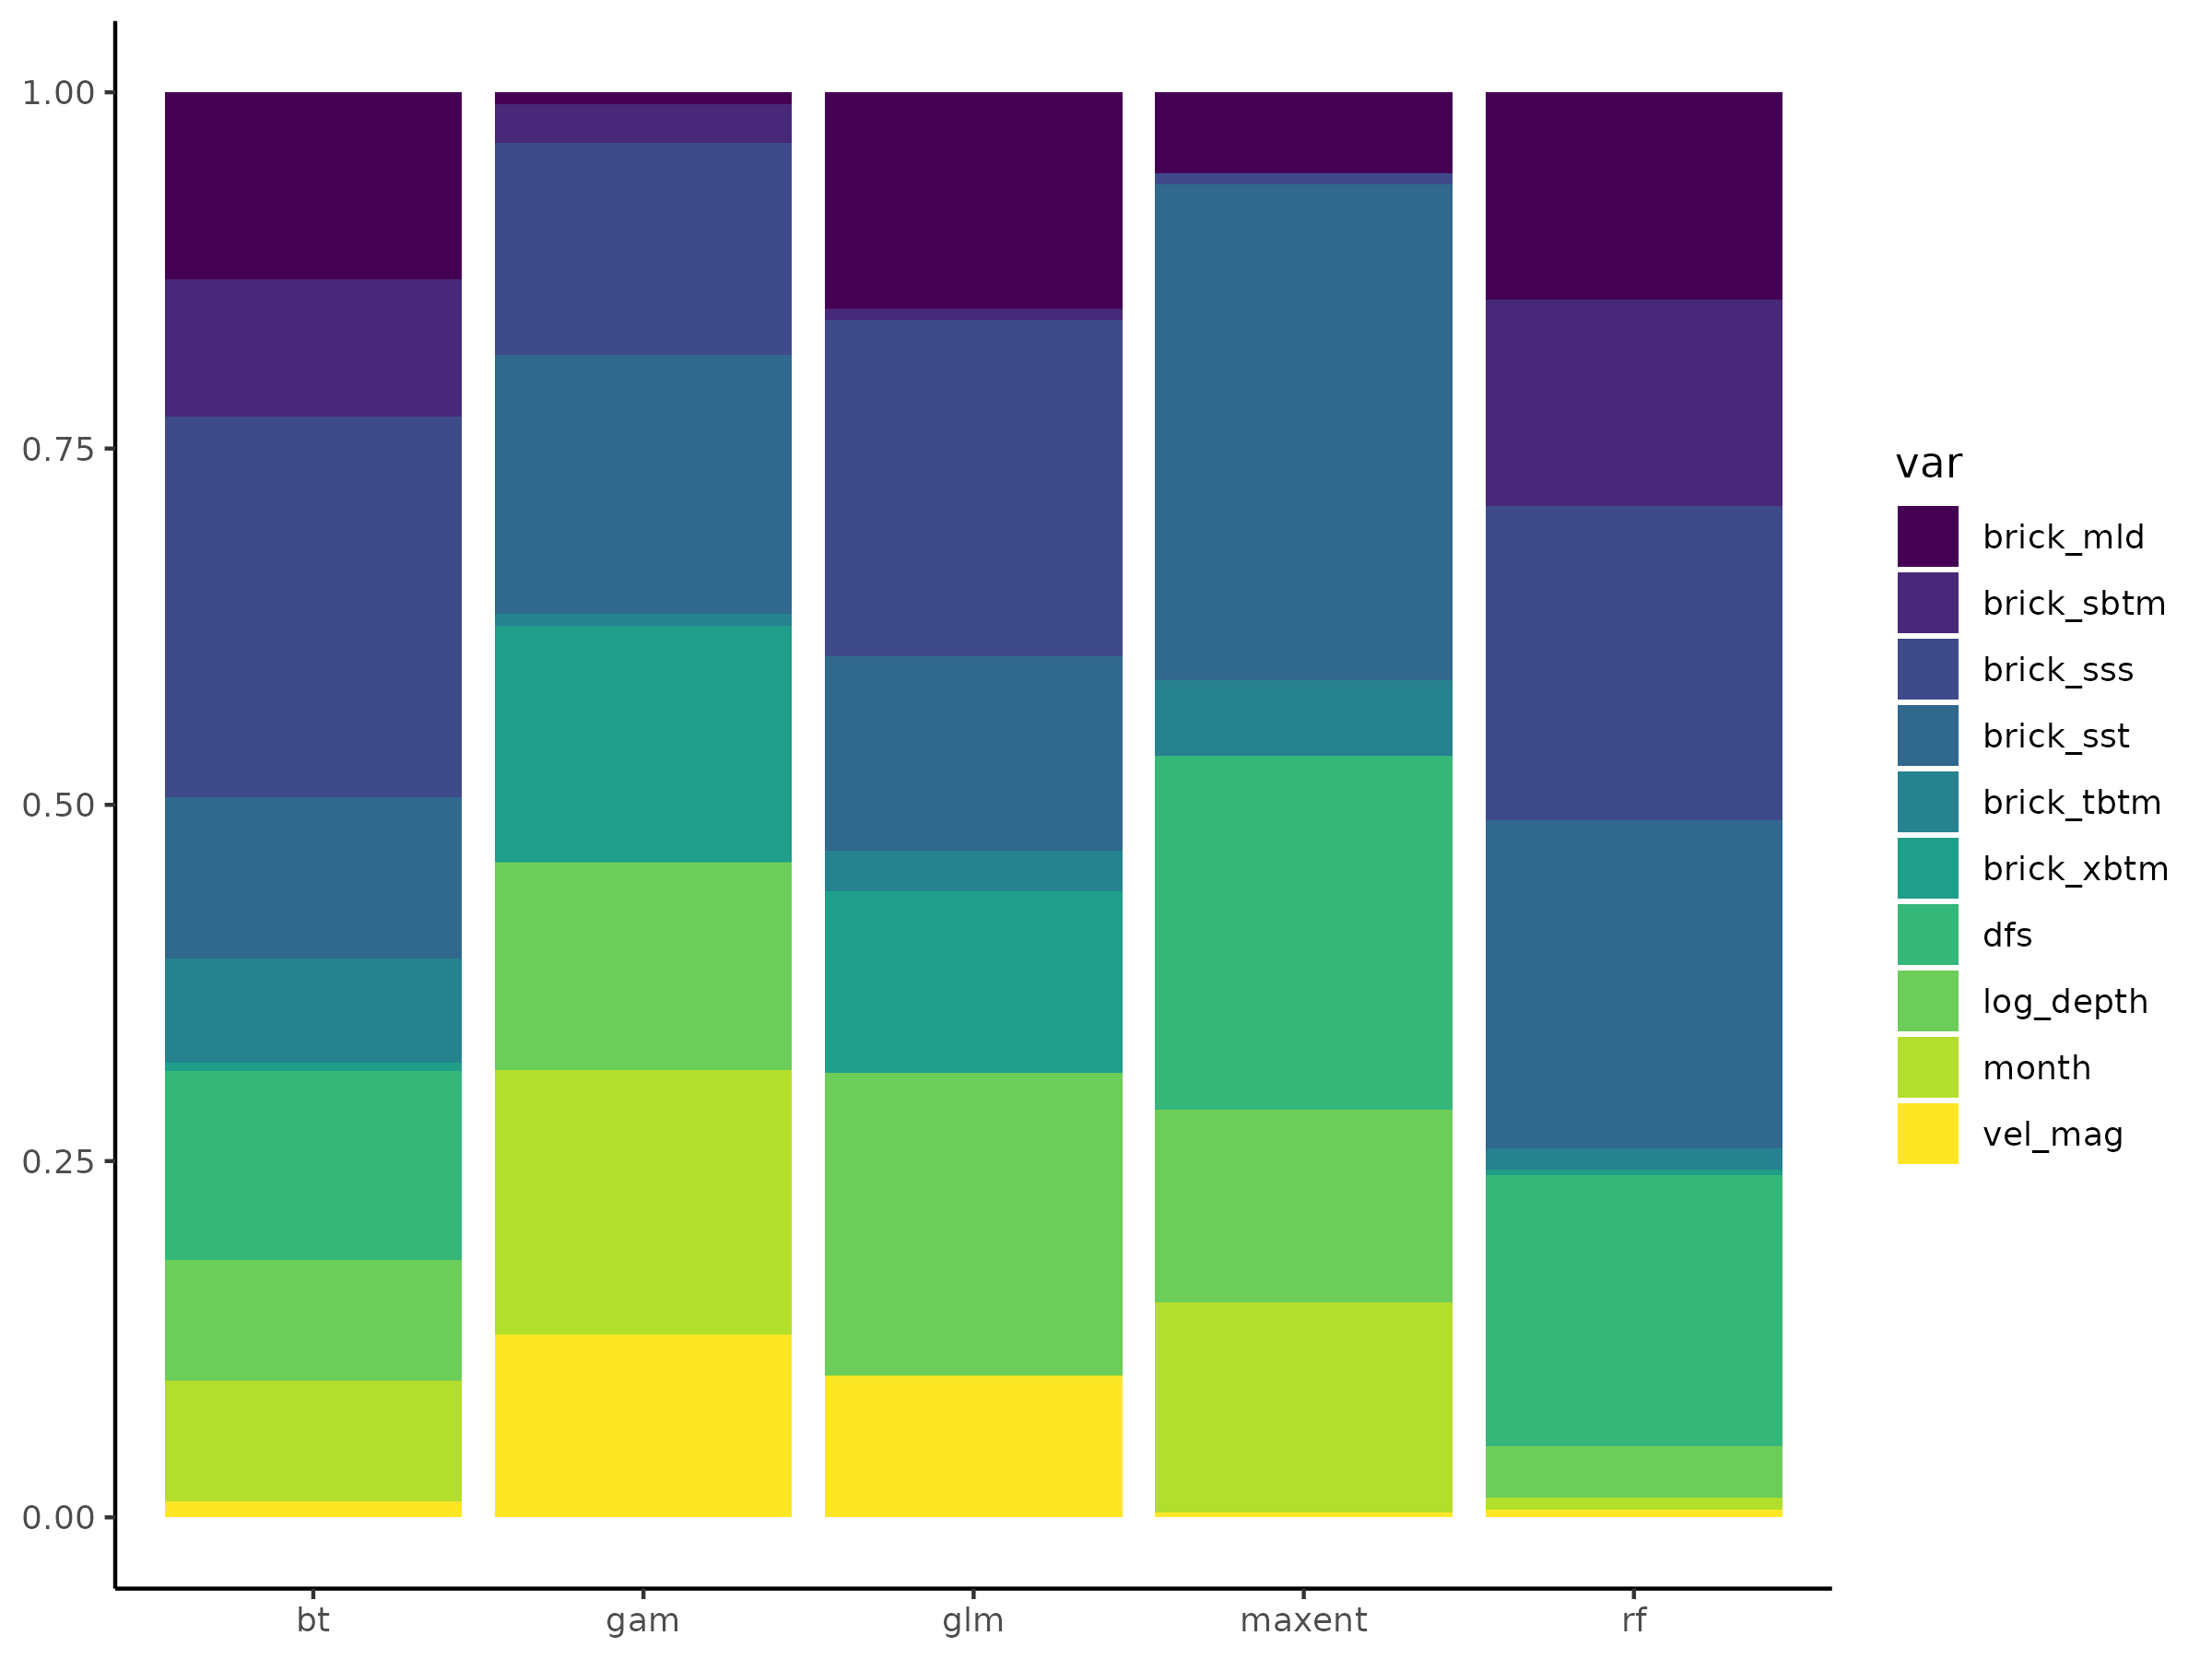 1.00
0.75
0.50
0.25
0.00
bt
gam
glm
maxent
rf
var
brick_mld
brick_sbtm
brick_sss
brick_sst
brick_tbtm
brick_xbtm
dfs
log_depth
month
vel_mag